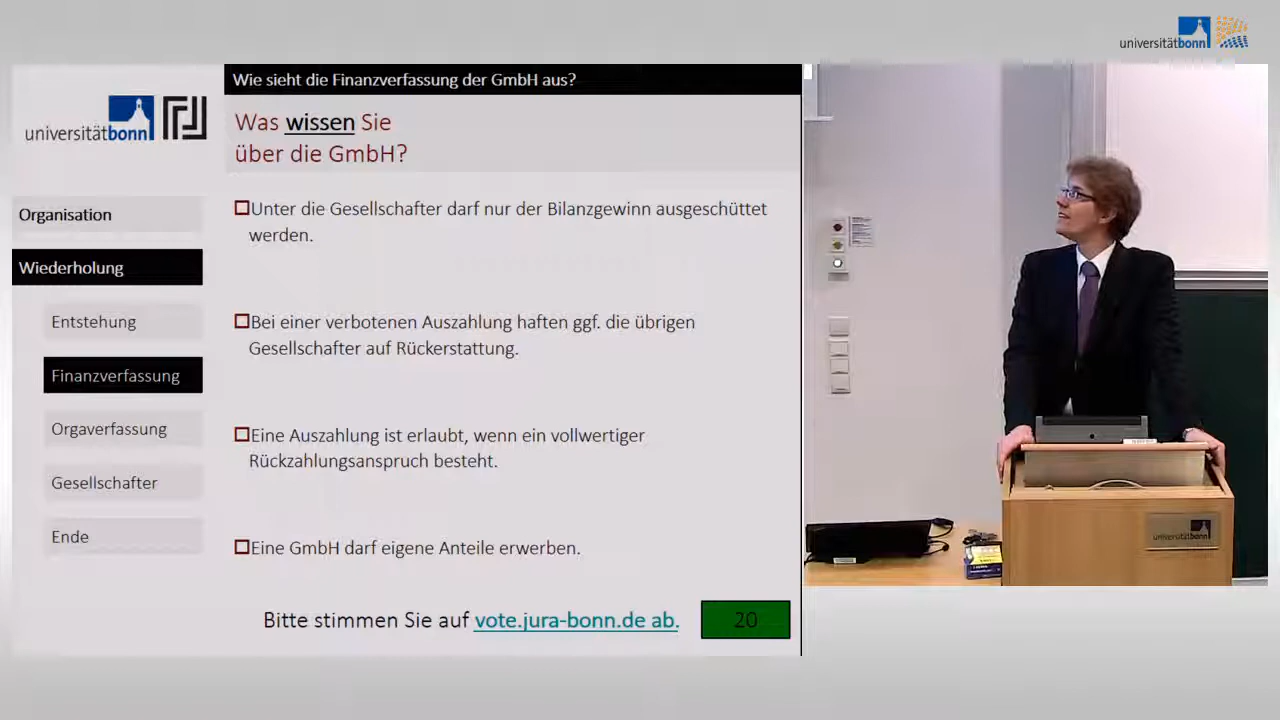 universitätbonn
Wie sieht die Finanzverfassung der GmbH aus?
universitätbonn
Was wissen Sie
über die GmbH?
Organisation
Wiederholung
Entstehung
Finanzverfassung
Orgaverfassung
Gesellschafter
Ende
Unter die Gesellschafter darf nur der Bilanzgewinn ausgeschüttet
werden.
Bei einer verbotenen Auszahlung haften ggf. die übrigen
Gesellschafter auf Rückerstattung.
Eine Auszahlung ist erlaubt, wenn ein vollwertiger
Rückzahlungsanspruch besteht.
Eine GmbH darf eigene Anteile erwerben.
Bitte stimmen Sie auf vote.jura-bonn.de ab.
20
universitätbonn